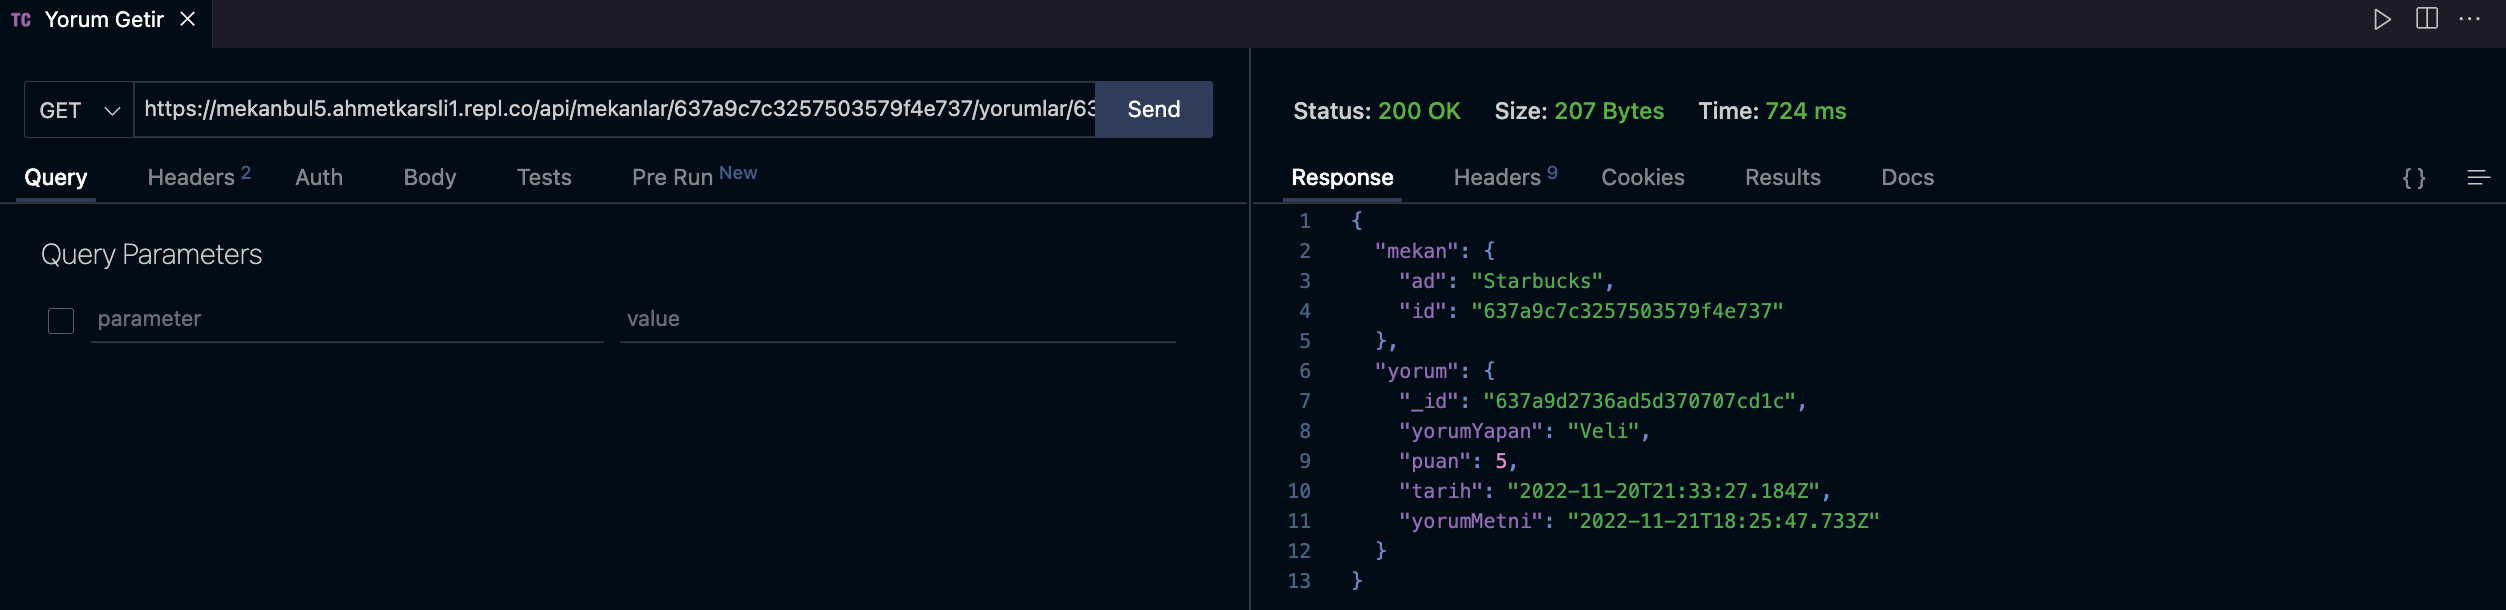 TC Yorum Getir
GET https://mekanbul5.ahmetkarsli1.repl.co/api/mekanlar/637a9c7c3257503579f4e737/yorumlar/63 Send
Query Headers 2 Auth Body Tests Pre Run New
Query Parameters
parameter value
Status: 200 OK Size: 207 Bytes Time: 724 ms
Response Headers 9 Cookies Results Docs { }
1 {
2 "mekan": {
3 "ad": "Starbucks",
4 "id": "637a9c7c3257503579f4e737"
5 },
6 "yorum": {
7 "_id": "637a9d2736ad5d370707cd1c",
8 "yorumYapan": "Veli",
9 "puan": 5,
10 "tarih": "2022-11-20T21:33:27.184Z",
11 "yorumMetni": "2022-11-21T18:25:47.733Z"
12 }
13 }